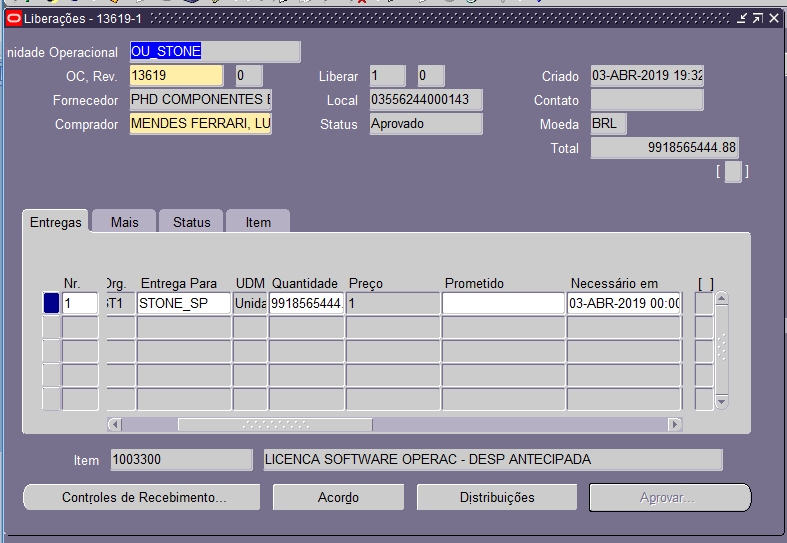 Liberações - 13619-1
nidade Operacional OU_STONE
OC, Rev. 13619 0 Liberar 1 0 Criado 03-ABR-2019 19:32
Fornecedor PHD COMPONENTES E Local 03556244000143 Contato
Comprador MENDES FERRARI, LU Status Aprovado Moeda BRL
Total 9918565444.88
[ ]
Entregas Mais Status Item
Nr. Org. Entrega Para UDM Quantidade Preço Prometido Necessário em [ ]
1 ST1 STONE_SP Unida 9918565444. 1 03-ABR-2019 00:00
Item 1003300 LICENCA SOFTWARE OPERAC - DESP ANTECIPADA
Controles de Recebimento... Acordo Distribuições Aprovar...